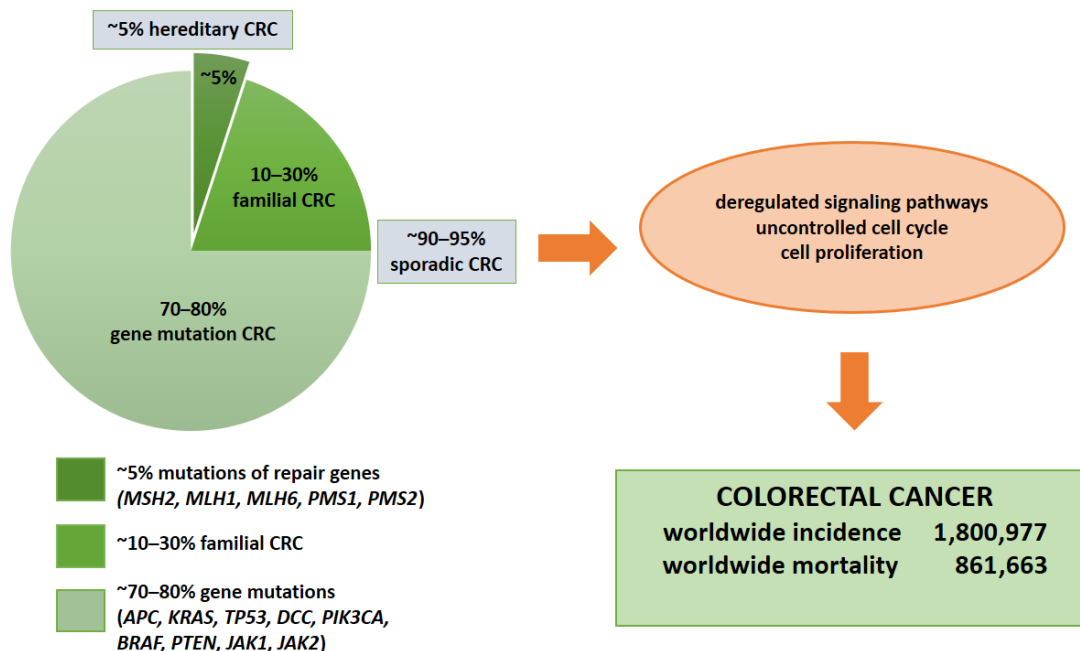 ~5% hereditary CRC
~5%
10–30%
familial CRC
~90–95%
sporadic CRC
70–80%
gene mutation CRC
deregulated signaling pathways
uncontrolled cell cycle
cell proliferation
~5% mutations of repair genes
(MSH2, MLH1, MLH6, PMS1, PMS2)
~10–30% familial CRC
~70–80% gene mutations
(APC, KRAS, TP53, DCC, PIK3CA,
BRAF, PTEN, JAK1, JAK2)
COLORECTAL CANCER
worldwide incidence 1,800,977
worldwide mortality 861,663